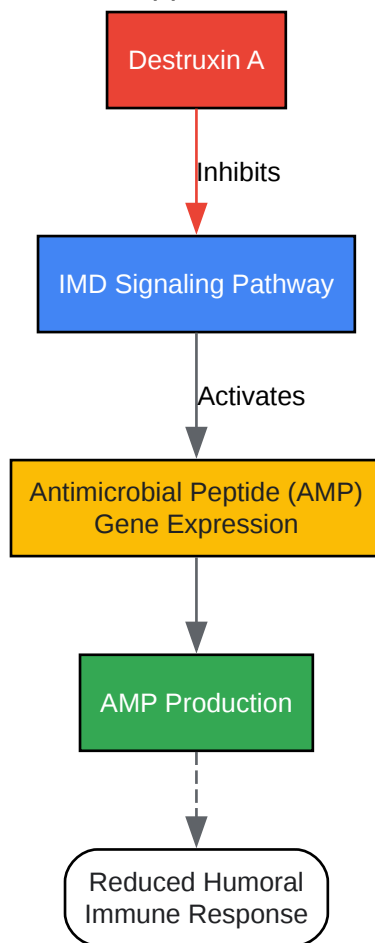 Destruxin A
Inhibits
IMD Signaling Pathway
Activates
Antimicrobial Peptide (AMP)
Gene Expression
AMP Production
Reduced Humoral
Immune Response